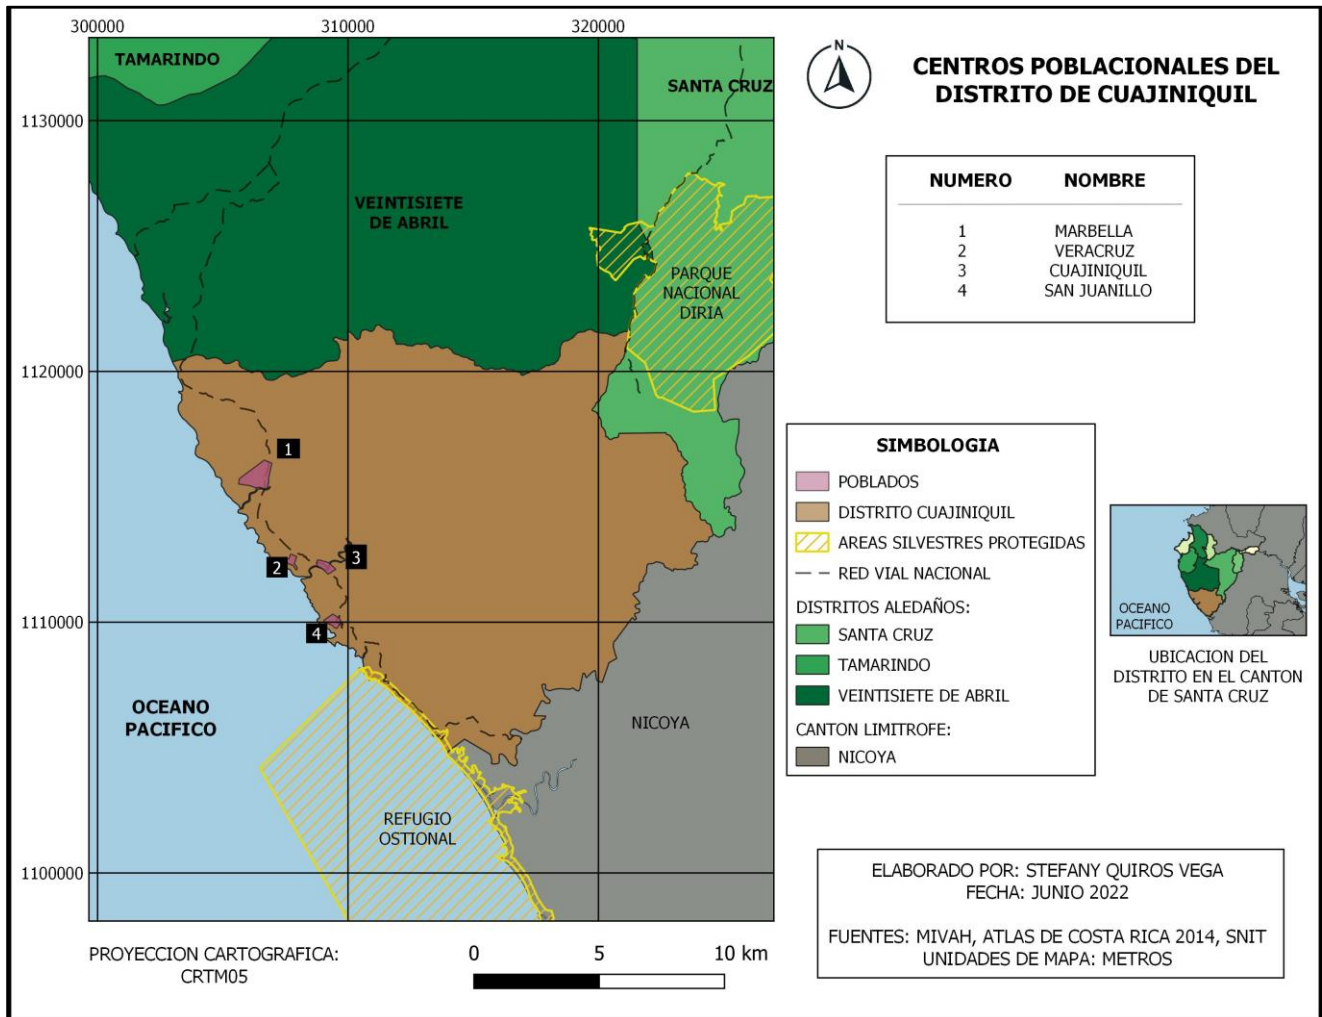 300000
310000
320000
1130000
1120000
1110000
1100000
TAMARINDO
SANTA CRUZ
VEINTISIETE
DE ABRIL
PARQUE
NACIONAL
DIRIA
1
2
3
4
OCEANO
PACIFICO
NICOYA
REFUGIO
OSTIONAL
PROYECCION CARTOGRAFICA:
CRTM05
0 5 10 km
N
CENTROS POBLACIONALES DEL
DISTRITO DE CUAJINIQUIL
NUMERO NOMBRE
1 MARBELLA
2 VERACRUZ
3 CUAJINIQUIL
4 SAN JUANILLO
SIMBOLOGIA
POBLADOS
DISTRITO CUAJINIQUIL
AREAS SILVESTRES PROTEGIDAS
RED VIAL NACIONAL
DISTRITOS ALEDAÑOS:
SANTA CRUZ
TAMARINDO
VEINTISIETE DE ABRIL
CANTON LIMITROFE:
NICOYA
OCEANO
PACIFICO
UBICACION DEL
DISTRITO EN EL CANTON
DE SANTA CRUZ
ELABORADO POR: STEFANY QUIROS VEGA
FECHA: JUNIO 2022
FUENTES: MIVAH, ATLAS DE COSTA RICA 2014, SNIT
UNIDADES DE MAPA: METROS